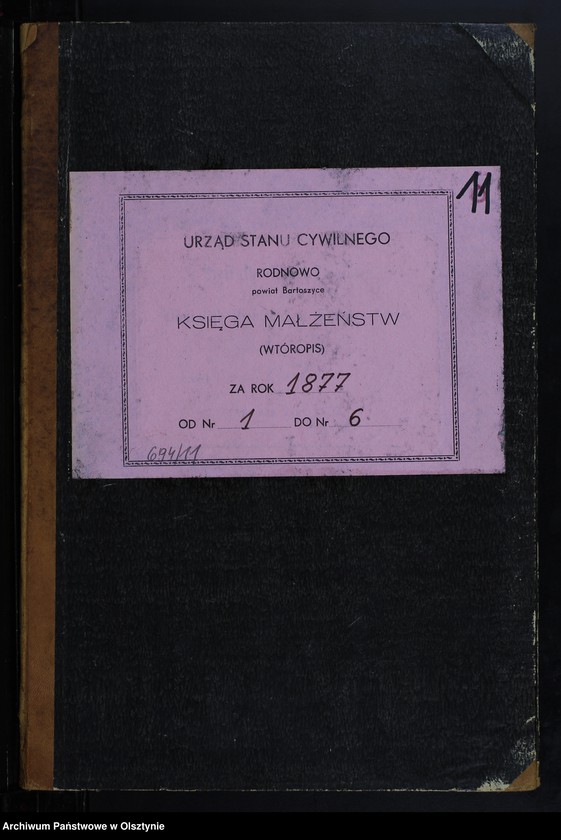 11
URZĄD STANU CYWILNEGO
RODNOWO
powiat Bartoszyce
KSIĘGA MAŁŻEŃSTW
(WTÓROPIS)
ZA ROK 1877
OD Nr 1 DO Nr 6
694/11
Archiwum Państwowe w Olsztynie